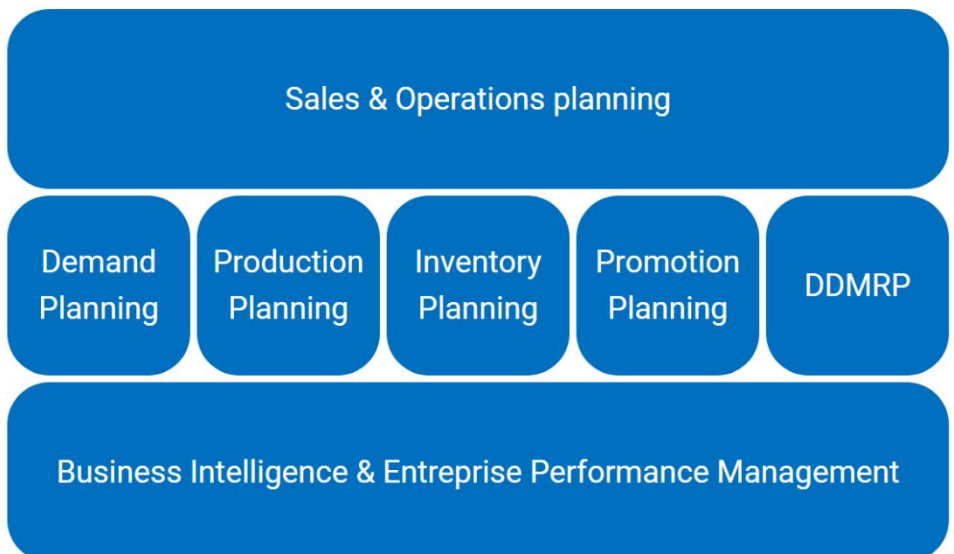 Sales & Operations planning
Demand
Planning
Production
Planning
Inventory
Planning
Promotion
Planning
DDMRP
Business Intelligence & Entreprise Performance Management